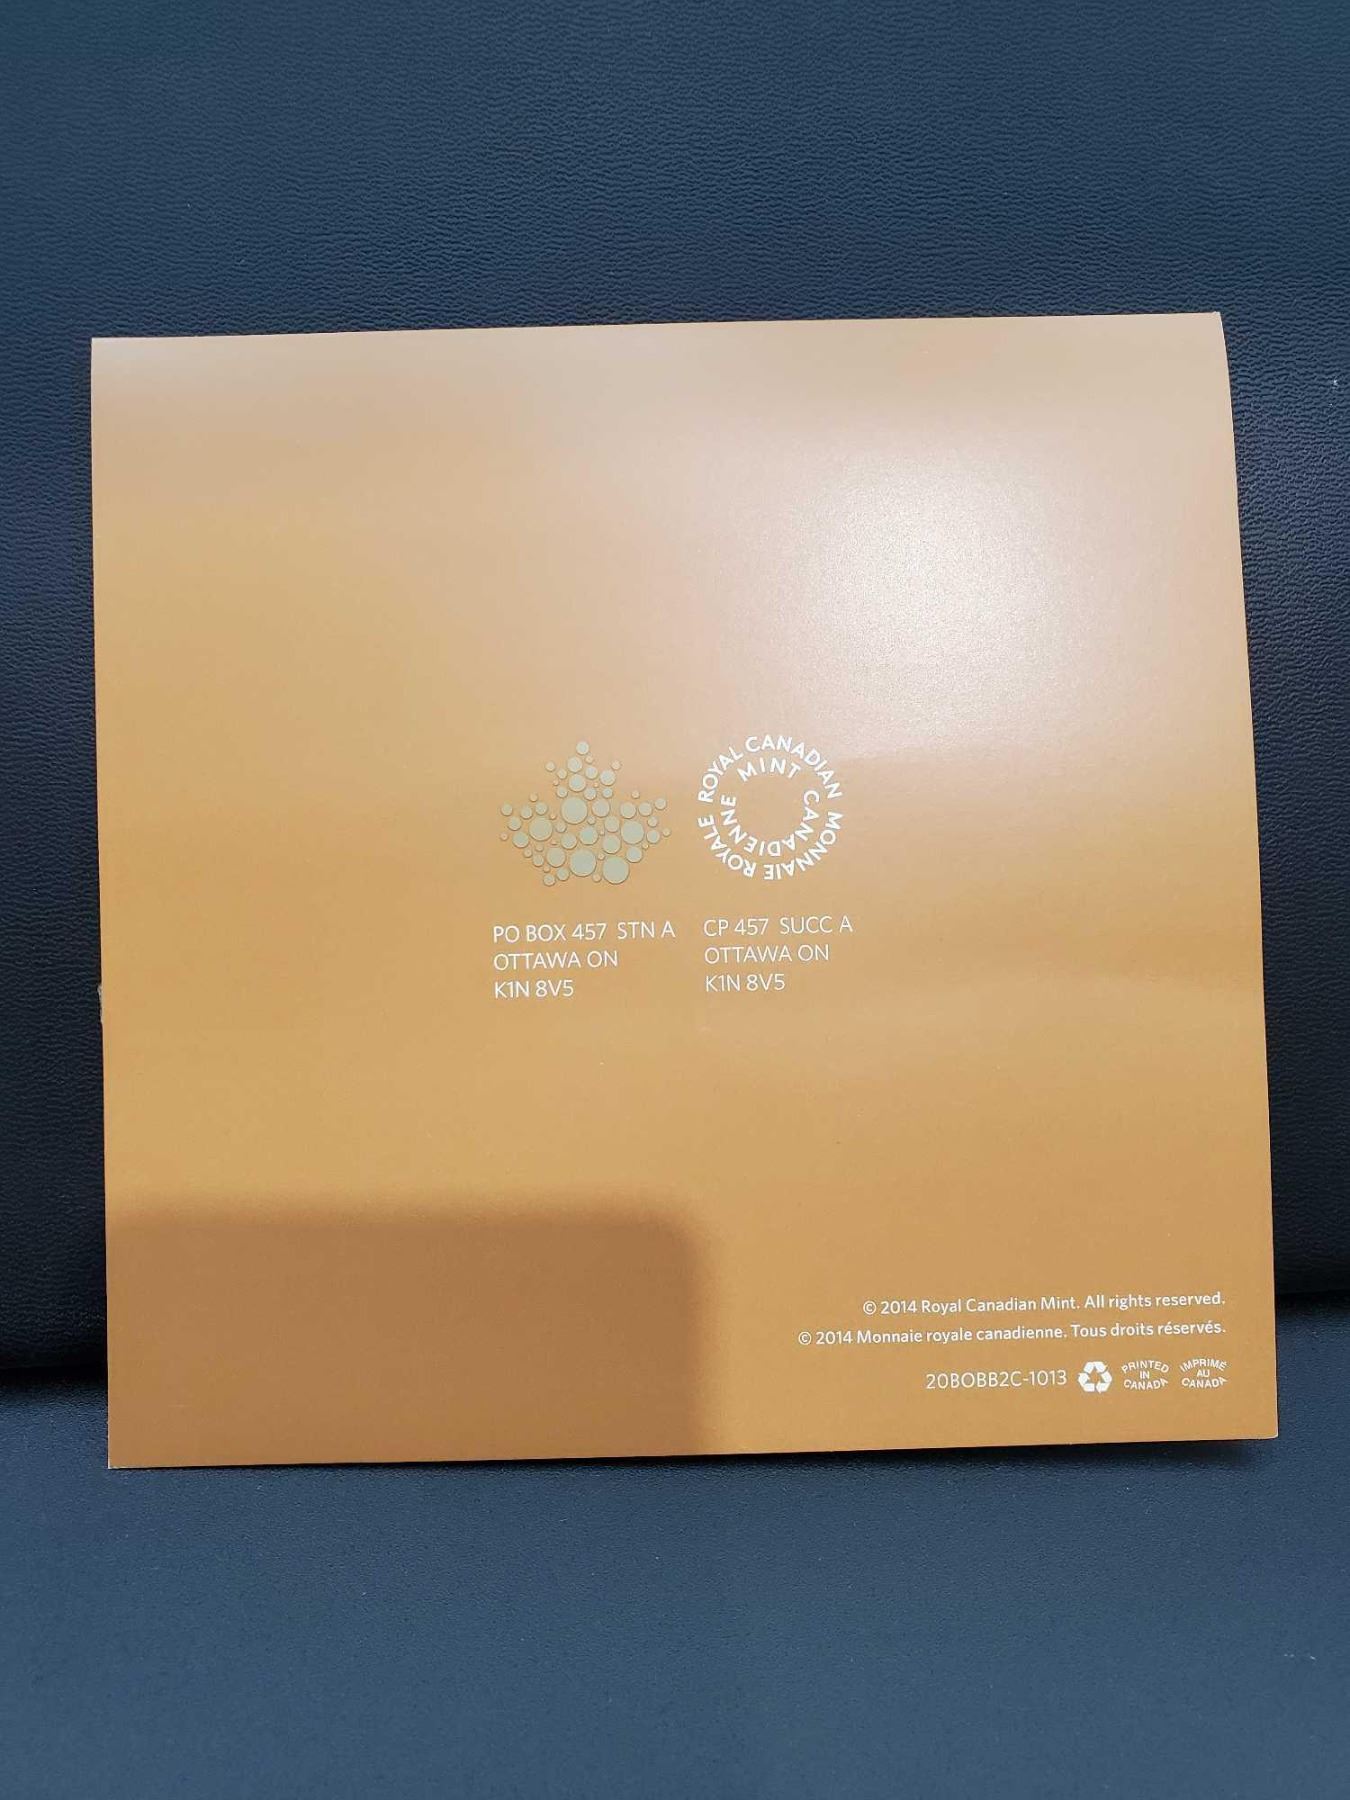 ROYAL CANADIAN MINT
MONNAIE ROYALE CANADIENNE
PO BOX 457 STN A
OTTAWA ON
K1N 8V5
CP 457 SUCC A
OTTAWA ON
K1N 8V5
© 2014 Royal Canadian Mint. All rights reserved.
© 2014 Monnaie royale canadienne. Tous droits réservés.
20BOBB2C-1013
PRINTED
IN
CANADA
IMPRIMÉ
AU
CANADA